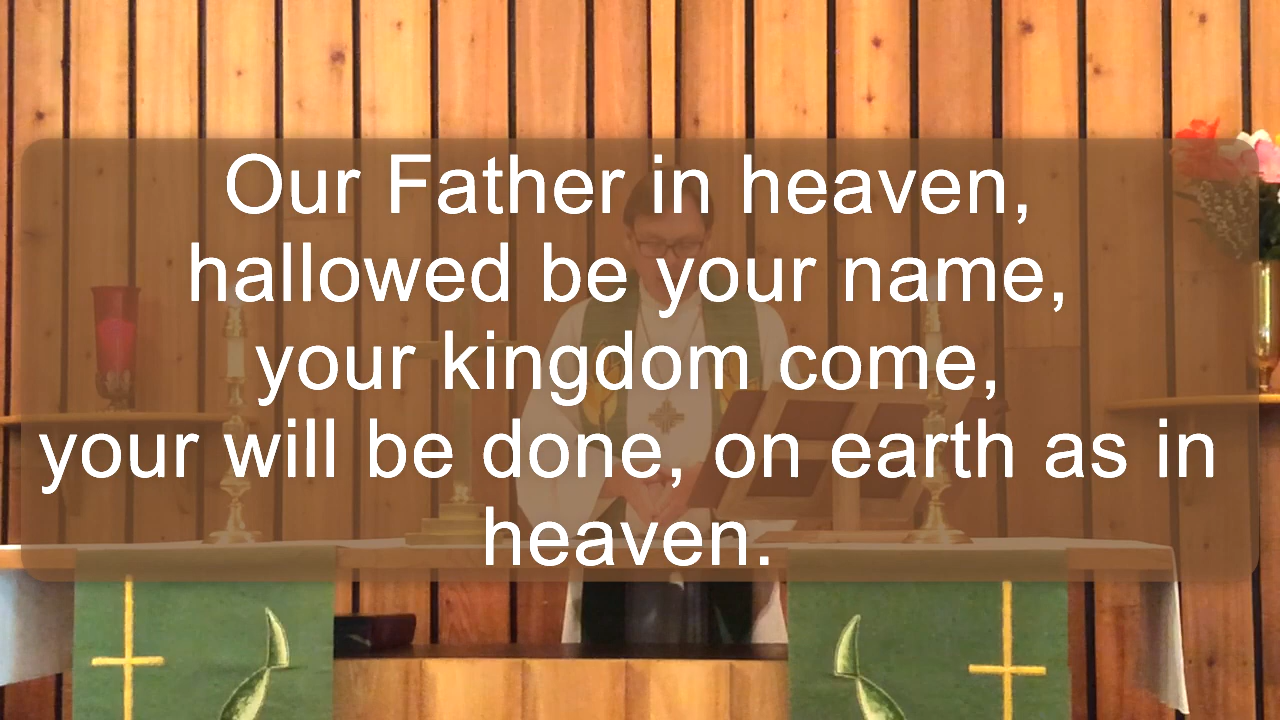 Our Father in heaven,
hallowed be your name,
your kingdom come,
your will be done, on earth as in
heaven.